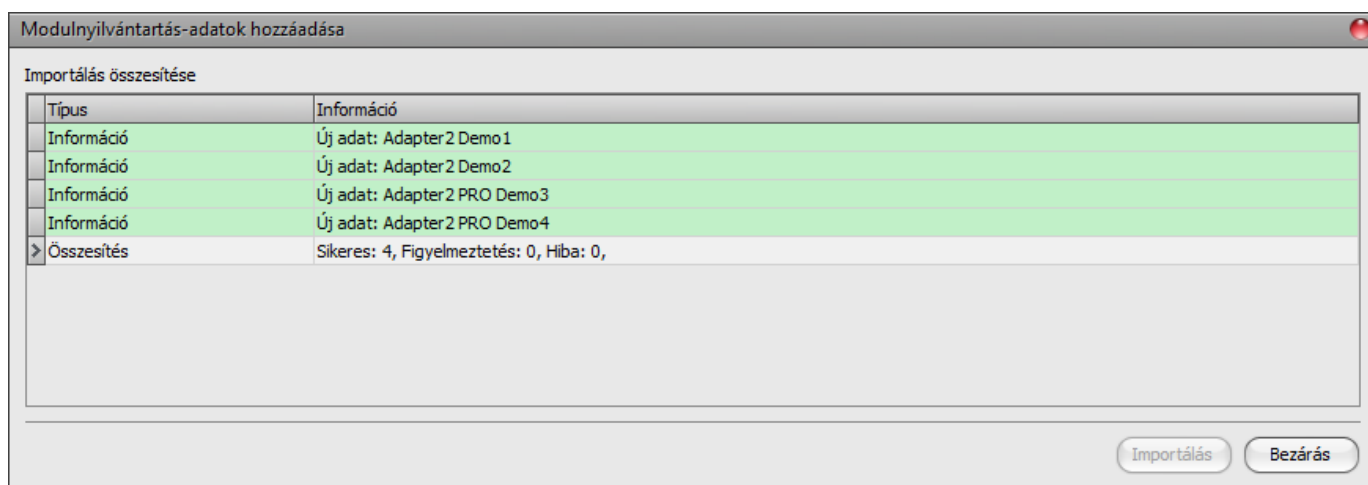 Modulnyilvántartás-adatok hozzáadása
Importálás összesítése
Típus Információ
Információ Új adat: Adapter2 Demo1
Információ Új adat: Adapter2 Demo2
Információ Új adat: Adapter2 PRO Demo3
Információ Új adat: Adapter2 PRO Demo4
Összesítés Sikeres: 4, Figyelmeztetés: 0, Hiba: 0,
Importálás Bezárás